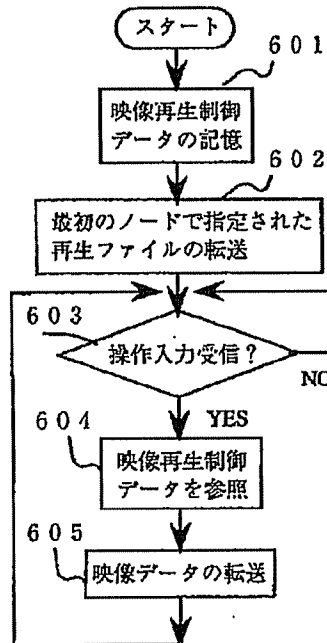 スタート
601
映像再生制御
データの記憶
602
最初のノードで指定された
再生ファイルの転送
603
操作入力受信？
NO
YES
604
映像再生制御
データを参照
605
映像データの転送